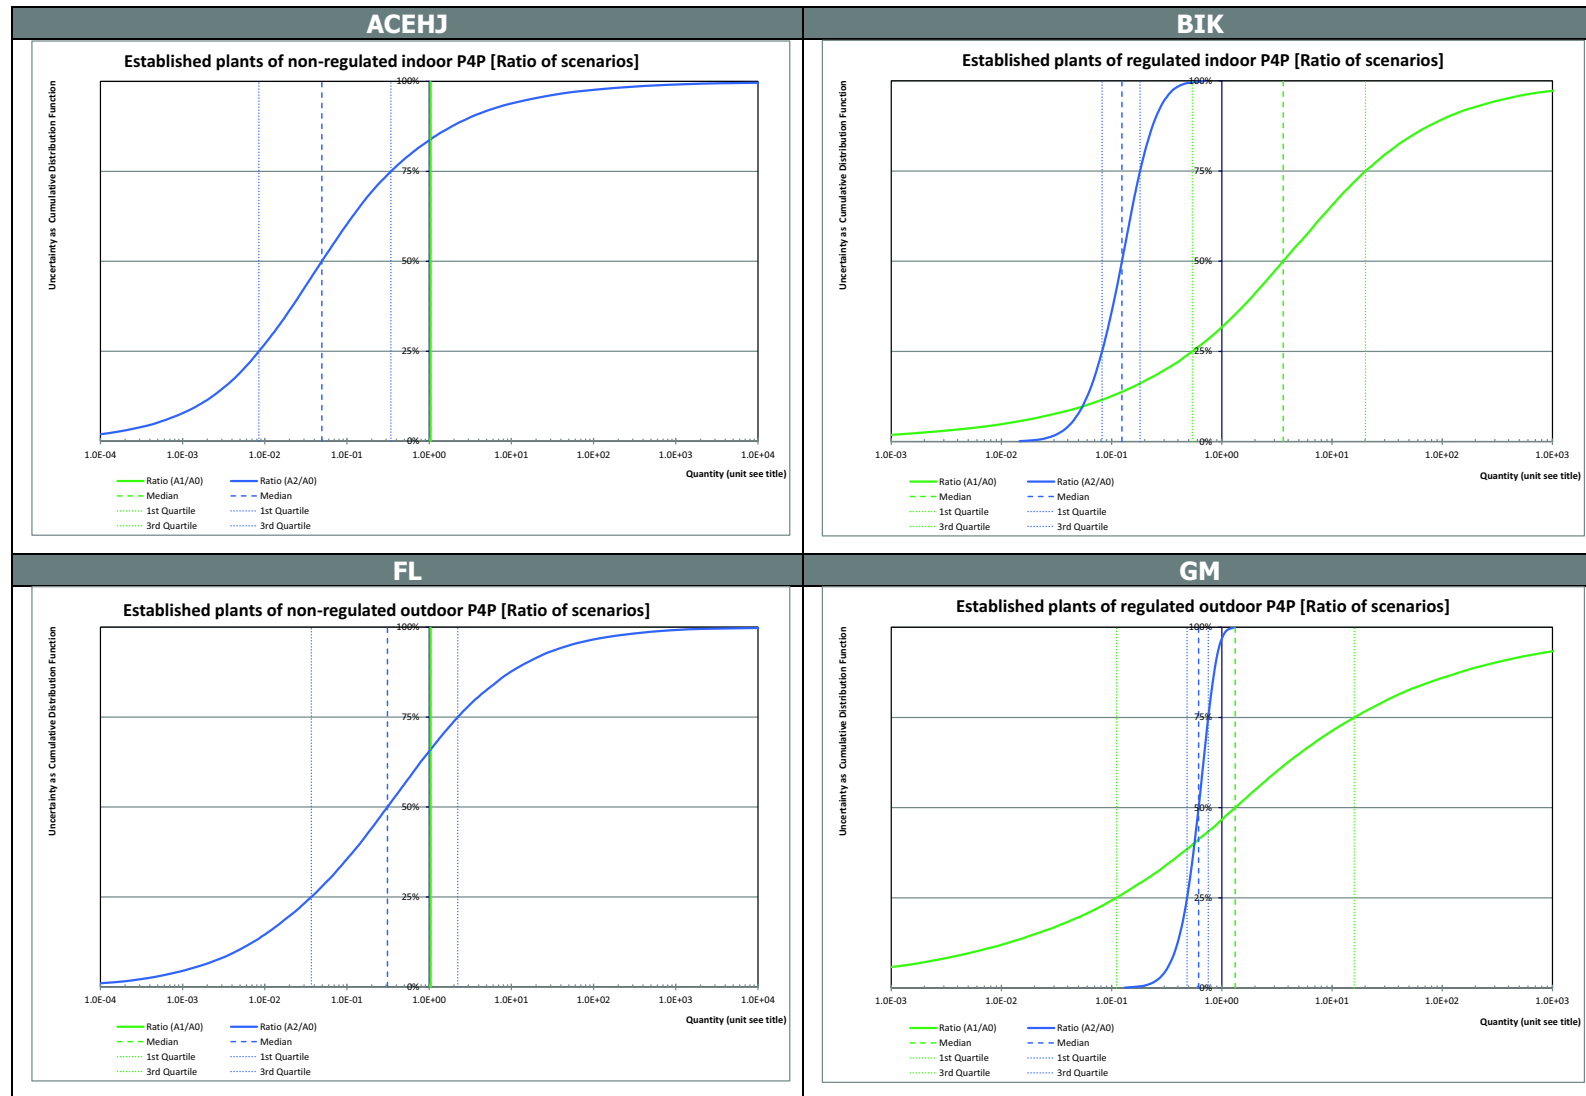 ACEHJ
Established plants of non-regulated indoor P4P [Ratio of scenarios]
Uncertainty as Cumulative Distribution Function
100%
75%
50%
25%
0%
1.0E-04 1.0E-03 1.0E-02 1.0E-01 1.0E+00 1.0E+01 1.0E+02 1.0E+03 1.0E+04
Quantity (unit see title)
Ratio (A1/A0) Ratio (A2/A0)
Median Median
1st Quartile 1st Quartile
3rd Quartile 3rd Quartile
BIK
Established plants of regulated indoor P4P [Ratio of scenarios]
Uncertainty as Cumulative Distribution Function
100%
75%
50%
25%
0%
1.0E-03 1.0E-02 1.0E-01 1.0E+00 1.0E+01 1.0E+02 1.0E+03
Quantity (unit see title)
Ratio (A1/A0) Ratio (A2/A0)
Median Median
1st Quartile 1st Quartile
3rd Quartile 3rd Quartile
FL
Established plants of non-regulated outdoor P4P [Ratio of scenarios]
Uncertainty as Cumulative Distribution Function
100%
75%
50%
25%
0%
1.0E-04 1.0E-03 1.0E-02 1.0E-01 1.0E+00 1.0E+01 1.0E+02 1.0E+03 1.0E+04
Quantity (unit see title)
Ratio (A1/A0) Ratio (A2/A0)
Median Median
1st Quartile 1st Quartile
3rd Quartile 3rd Quartile
GM
Established plants of regulated outdoor P4P [Ratio of scenarios]
Uncertainty as Cumulative Distribution Function
100%
75%
50%
25%
0%
1.0E-03 1.0E-02 1.0E-01 1.0E+00 1.0E+01 1.0E+02 1.0E+03
Quantity (unit see title)
Ratio (A1/A0) Ratio (A2/A0)
Median Median
1st Quartile 1st Quartile
3rd Quartile 3rd Quartile